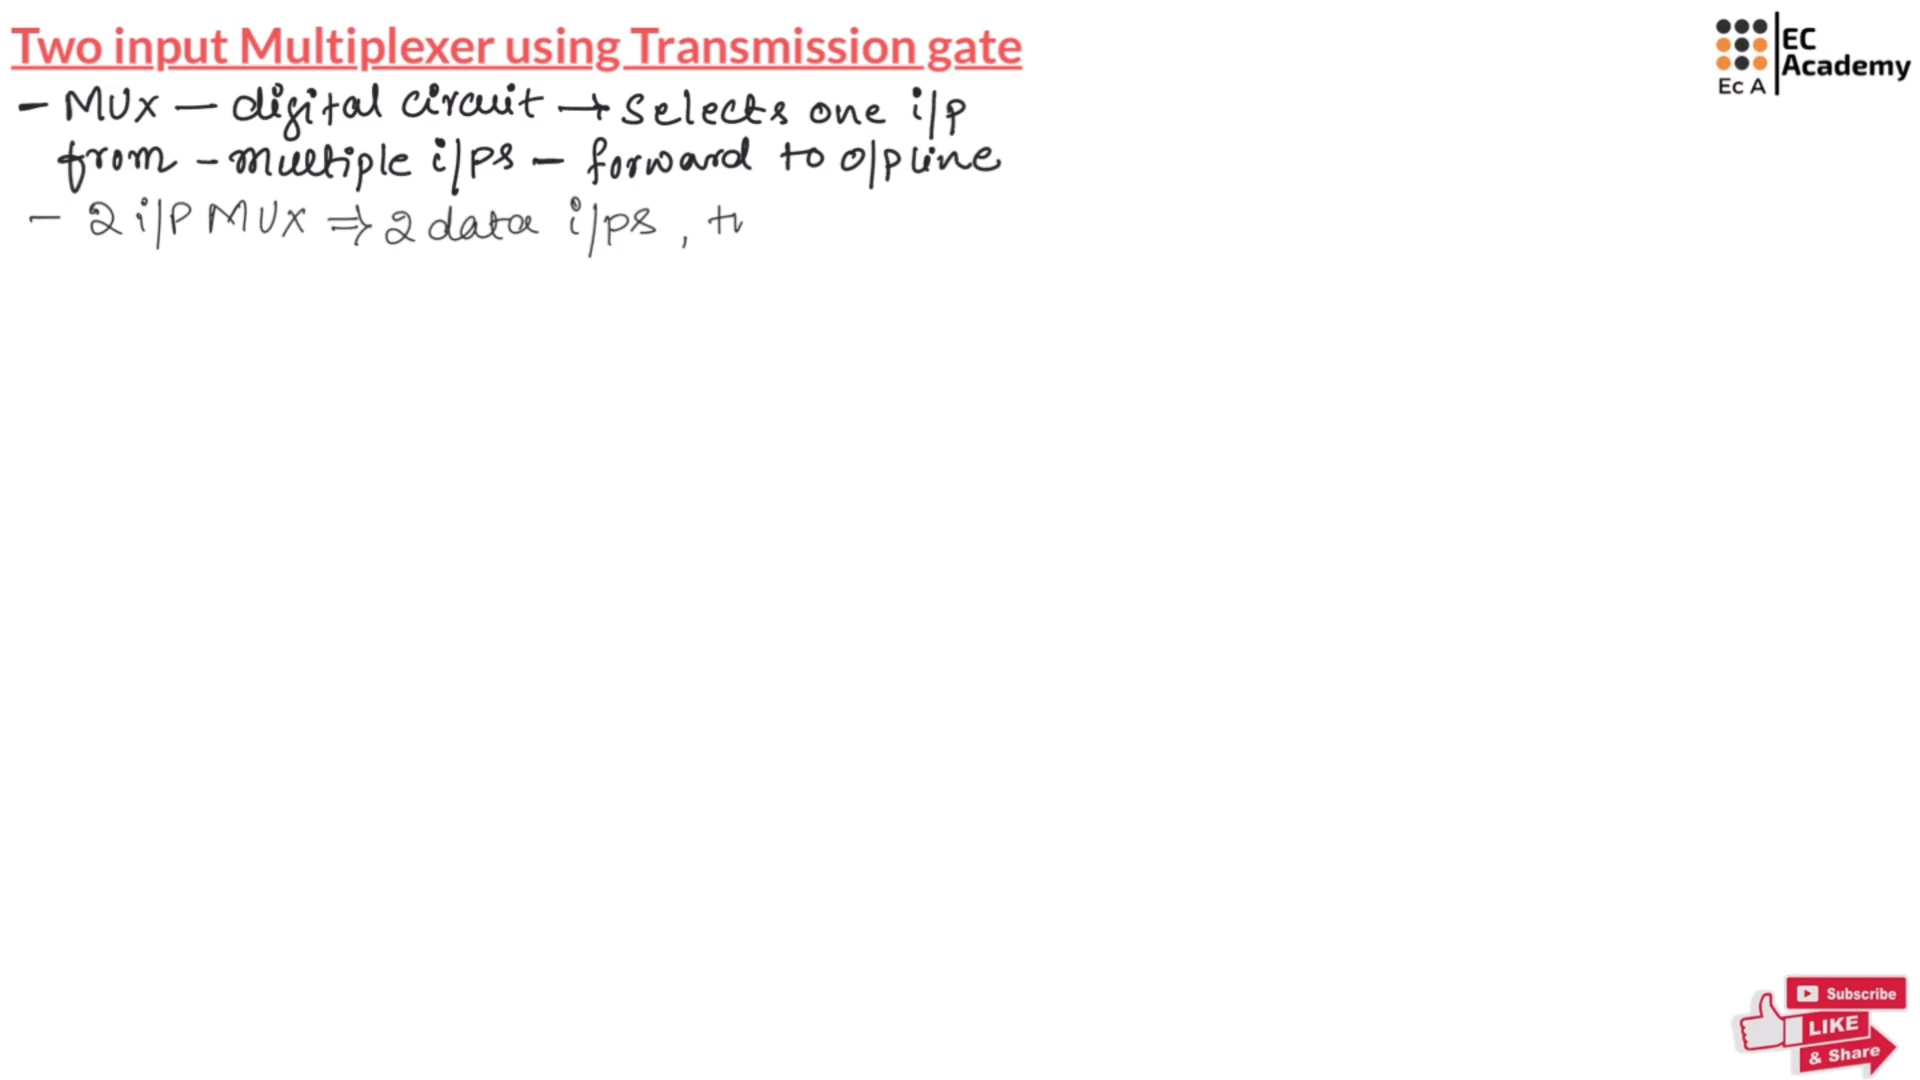 Two input Multiplexer using Transmission gate
EC
Academy
Ec A
- MUX - digital circuit → Selects one i/p
from - multiple i/ps - forward to o/p line
- 2 i/p MUX ⇒ 2 data i/ps,
Subscribe
LIKE
& Share